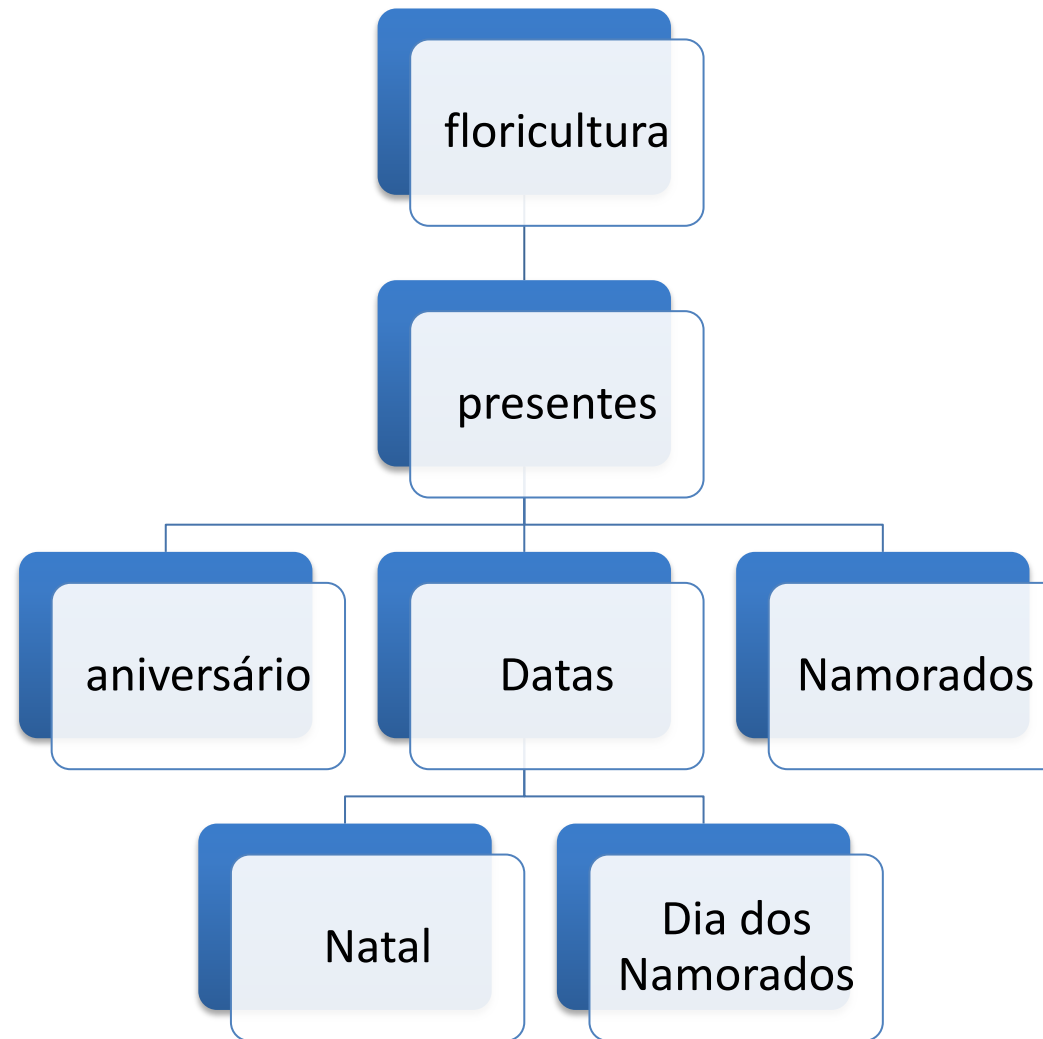 floricultura
presentes
aniversário
Datas
Namorados
Natal
Dia dos
Namorados